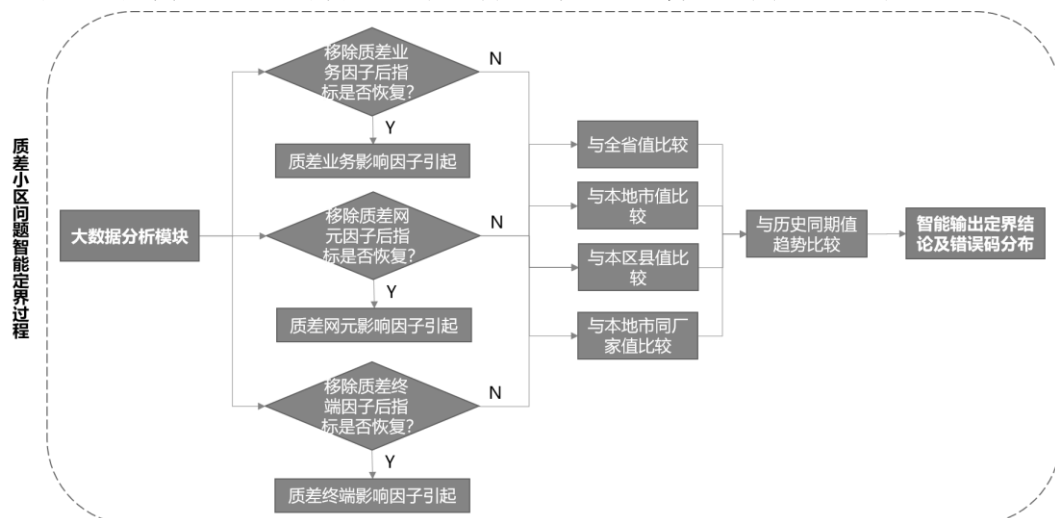 质差小区问题智能定界过程
大数据分析模块
移除质差业
务因子后指
标是否恢复？
N
Y
质差业务影响因子引起
移除质差网
元因子后指
标是否恢复？
N
Y
质差网元影响因子引起
移除质差终
端因子后指
标是否恢复？
N
Y
质差终端影响因子引起
与全省值比较
与本地市值比
较
与本区县值比
较
与本地市同厂
家值比较
与历史同期值
趋势比较
智能输出定界结
论及错误码分布